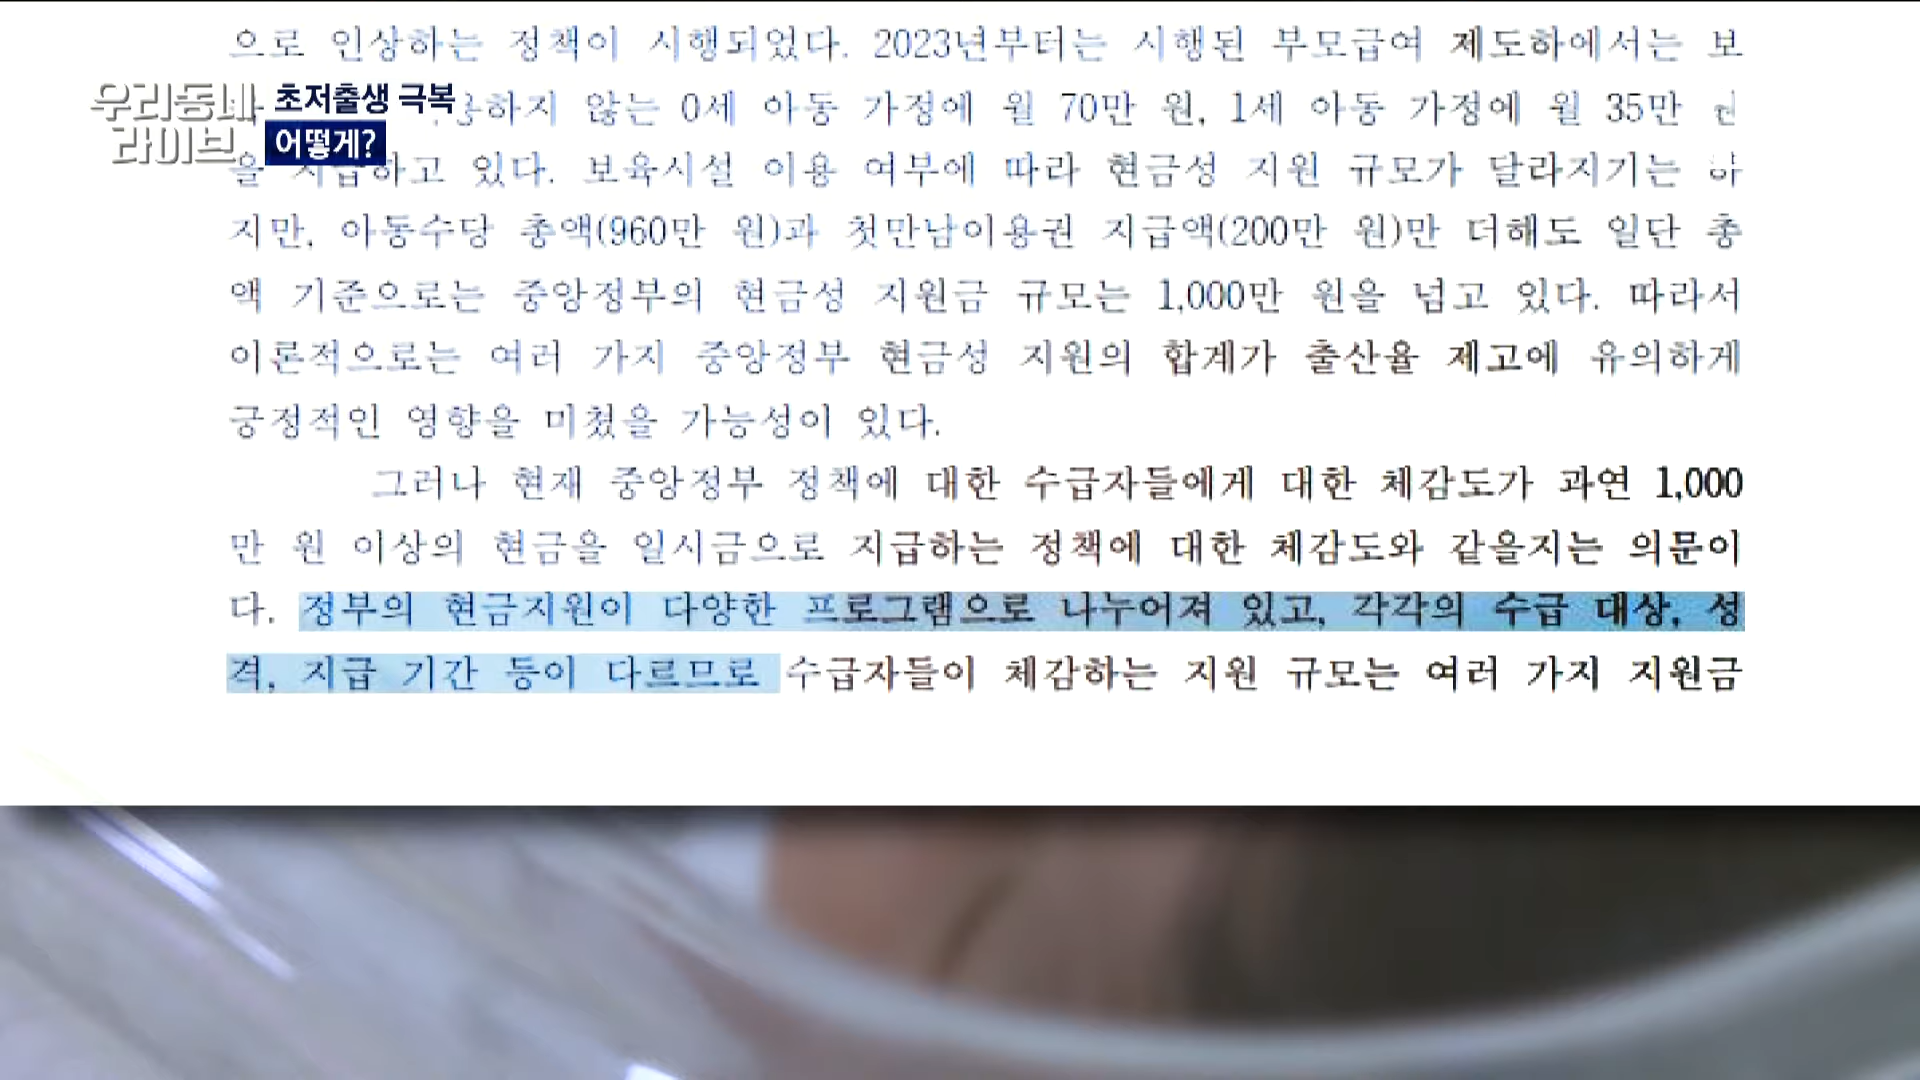 으로 인상하는 정책이 시행되었다. 2023년부터는 시행된 부모급여 제도하에서는 보
우리동네
라이브
초저출생 극복
어떻게?
하지 않는 0세 아동 가정에 월 70만 원, 1세 아동 가정에 월 35만
을 지급하고 있다. 보육시설 이용 여부에 따라 현금성 지원 규모가 달라지기는 하
지만, 아동수당 총액(960만 원)과 첫만남이용권 지급액(200만 원)만 더해도 일단 총
액 기준으로는 중앙정부의 현금성 지원금 규모는 1,000만 원을 넘고 있다. 따라서
이론적으로는 여러 가지 중앙정부 현금성 지원의 합계가 출산율 제고에 유의하게
긍정적인 영향을 미쳤을 가능성이 있다.
그러나 현재 중앙정부 정책에 대한 수급자들에게 대한 체감도가 과연 1,000
만 원 이상의 현금을 일시금으로 지급하는 정책에 대한 체감도와 같을지는 의문이
다. 정부의 현금지원이 다양한 프로그램으로 나누어져 있고, 각각의 수급 대상, 성
격, 지급 기간 등이 다르므로 수급자들이 체감하는 지원 규모는 여러 가지 지원금